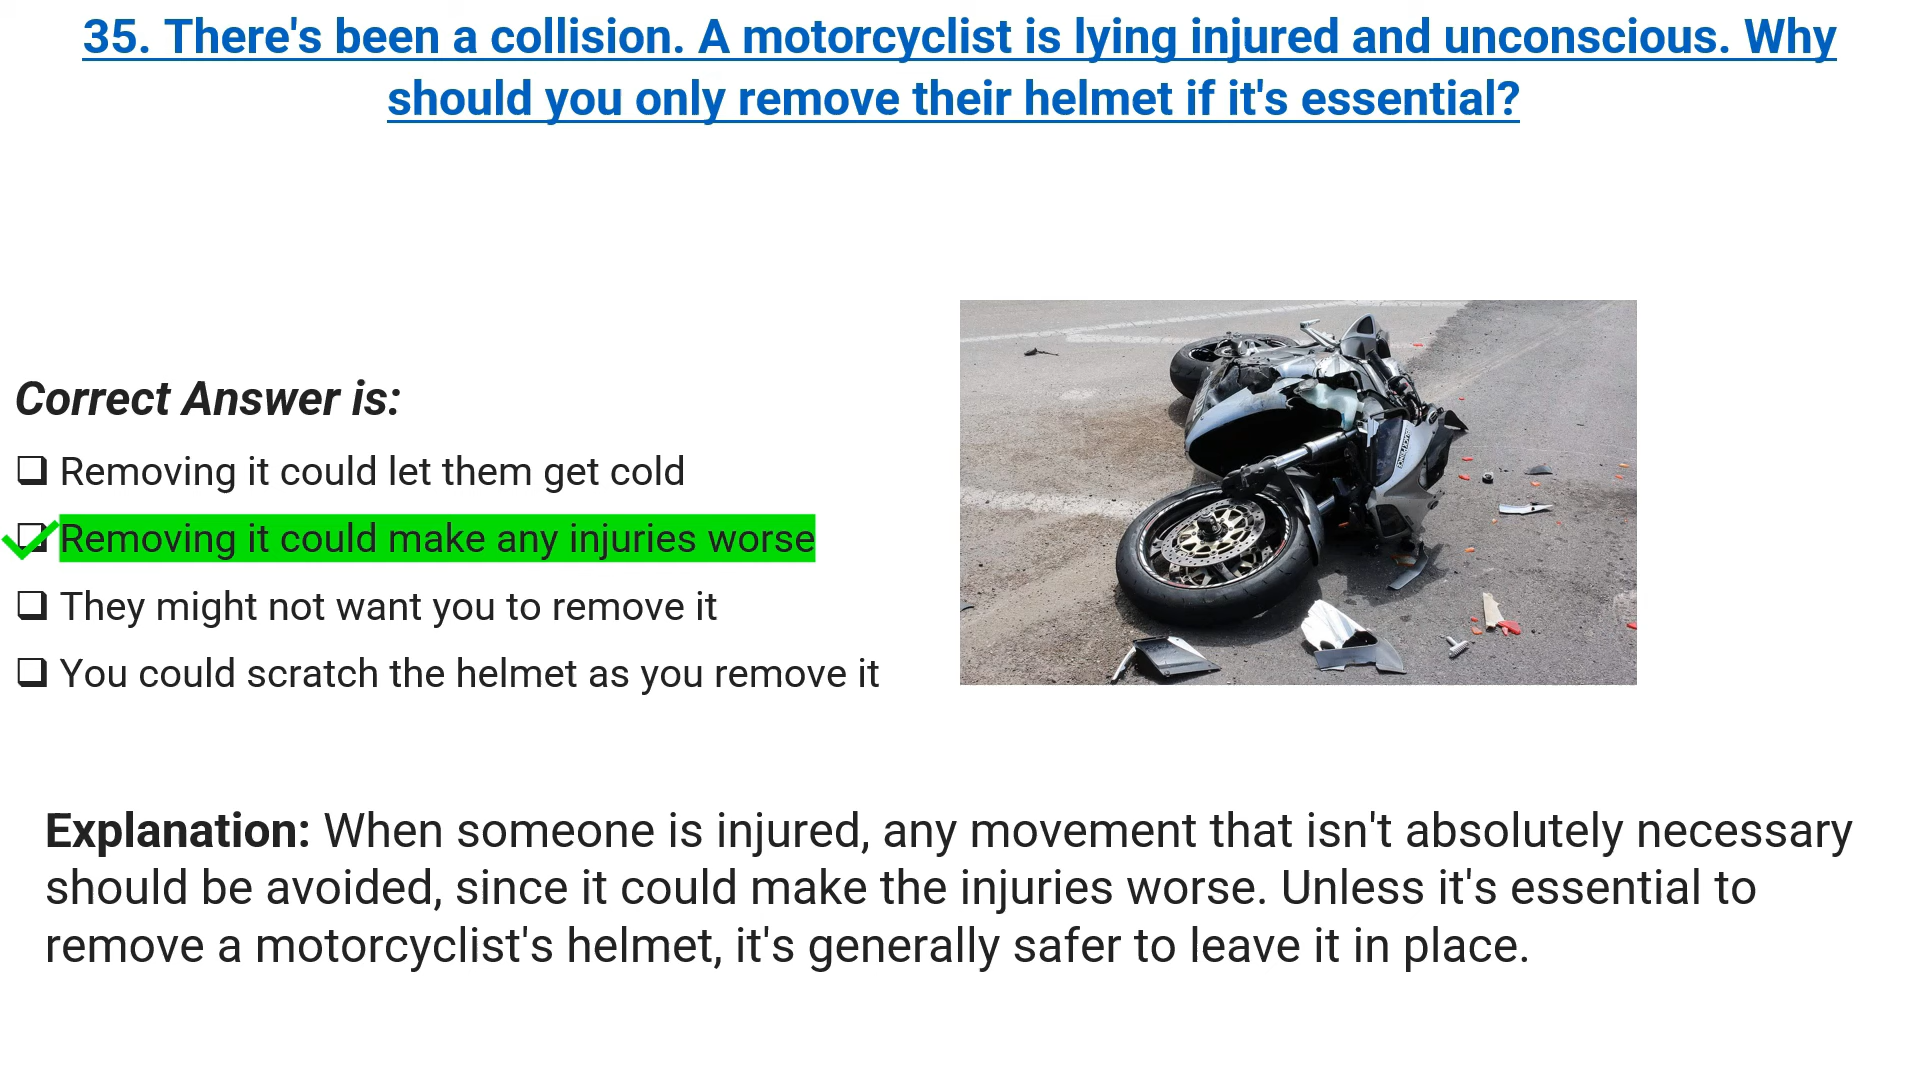 35. There's been a collision. A motorcyclist is lying injured and unconscious. Why
should you only remove their helmet if it's essential?
Correct Answer is:
Removing it could let them get cold
Removing it could make any injuries worse
They might not want you to remove it
You could scratch the helmet as you remove it
Explanation: When someone is injured, any movement that isn't absolutely necessary
should be avoided, since it could make the injuries worse. Unless it's essential to
remove a motorcyclist's helmet, it's generally safer to leave it in place.